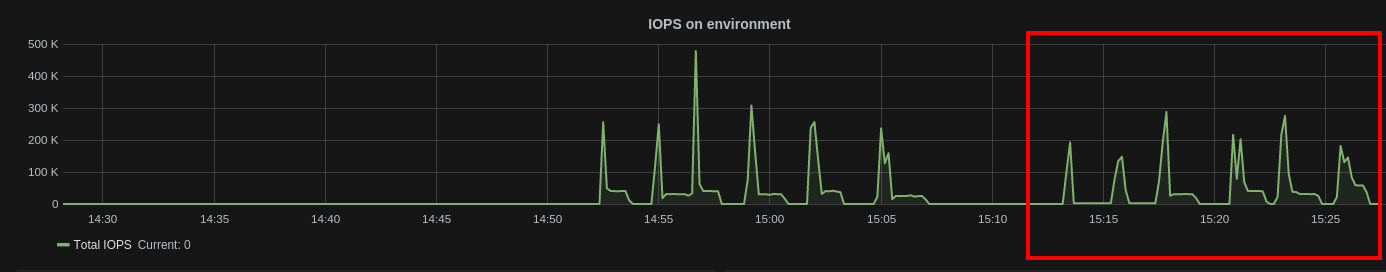 IOPS on environment
500 K
400 K
300 K
200 K
100 K
0
14:30 14:35 14:40 14:45 14:50 14:55 15:00 15:05 15:10 15:15 15:20 15:25
Total IOPS Current: 0